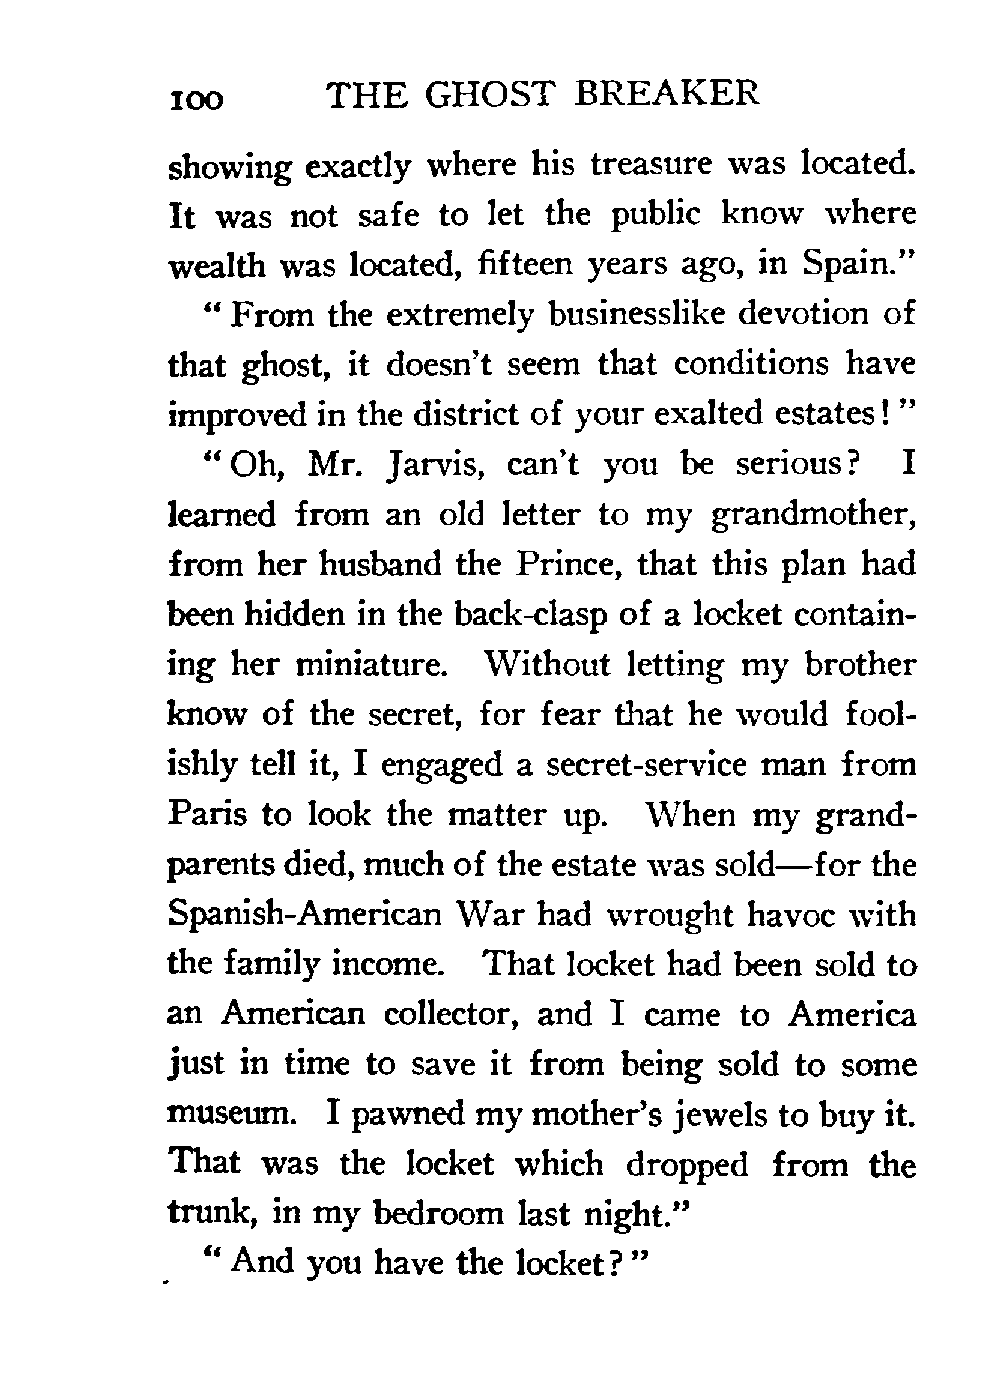 100 THE GHOST BREAKER
showing exactly where his treasure was located.
It was not safe to let the public know where
wealth was located, fifteen years ago, in Spain.”
“ From the extremely businesslike devotion of
that ghost, it doesn’t seem that conditions have
improved in the district of your exalted estates! ”
“ Oh, Mr. Jarvis, can’t you be serious? I
learned from an old letter to my grandmother,
from her husband the Prince, that this plan had
been hidden in the back-clasp of a locket contain-
ing her miniature. Without letting my brother
know of the secret, for fear that he would fool-
ishly tell it, I engaged a secret-service man from
Paris to look the matter up. When my grand-
parents died, much of the estate was sold—for the
Spanish-American War had wrought havoc with
the family income. That locket had been sold to
an American collector, and I came to America
just in time to save it from being sold to some
museum. I pawned my mother’s jewels to buy it.
That was the locket which dropped from the
trunk, in my bedroom last night.”
“ And you have the locket? ”